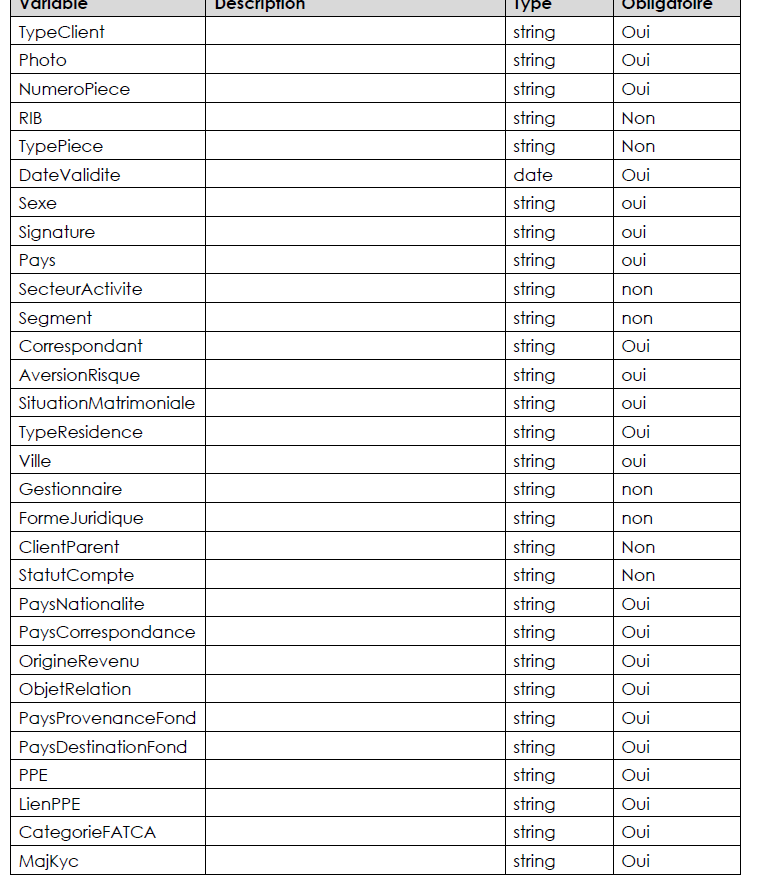 Variable Description Type Obligatoire
TypeClient string Oui
Photo string Oui
NumeroPiece string Oui
RIB string Non
TypePiece string Non
DateValidite date Oui
Sexe string oui
Signature string oui
Pays string oui
SecteurActivite string non
Segment string non
Correspondant string Oui
AversionRisque string oui
SituationMatrimoniale string oui
TypeResidence string Oui
Ville string oui
Gestionnaire string non
FormeJuridique string non
ClientParent string Non
StatutCompte string Non
PaysNationalite string Oui
PaysCorrespondance string Oui
OrigineRevenu string Oui
ObjetRelation string Oui
PaysProvenanceFond string Oui
PaysDestinationFond string Oui
PPE string Oui
LienPPE string Oui
CategorieFATCA string Oui
MajKyc string Oui